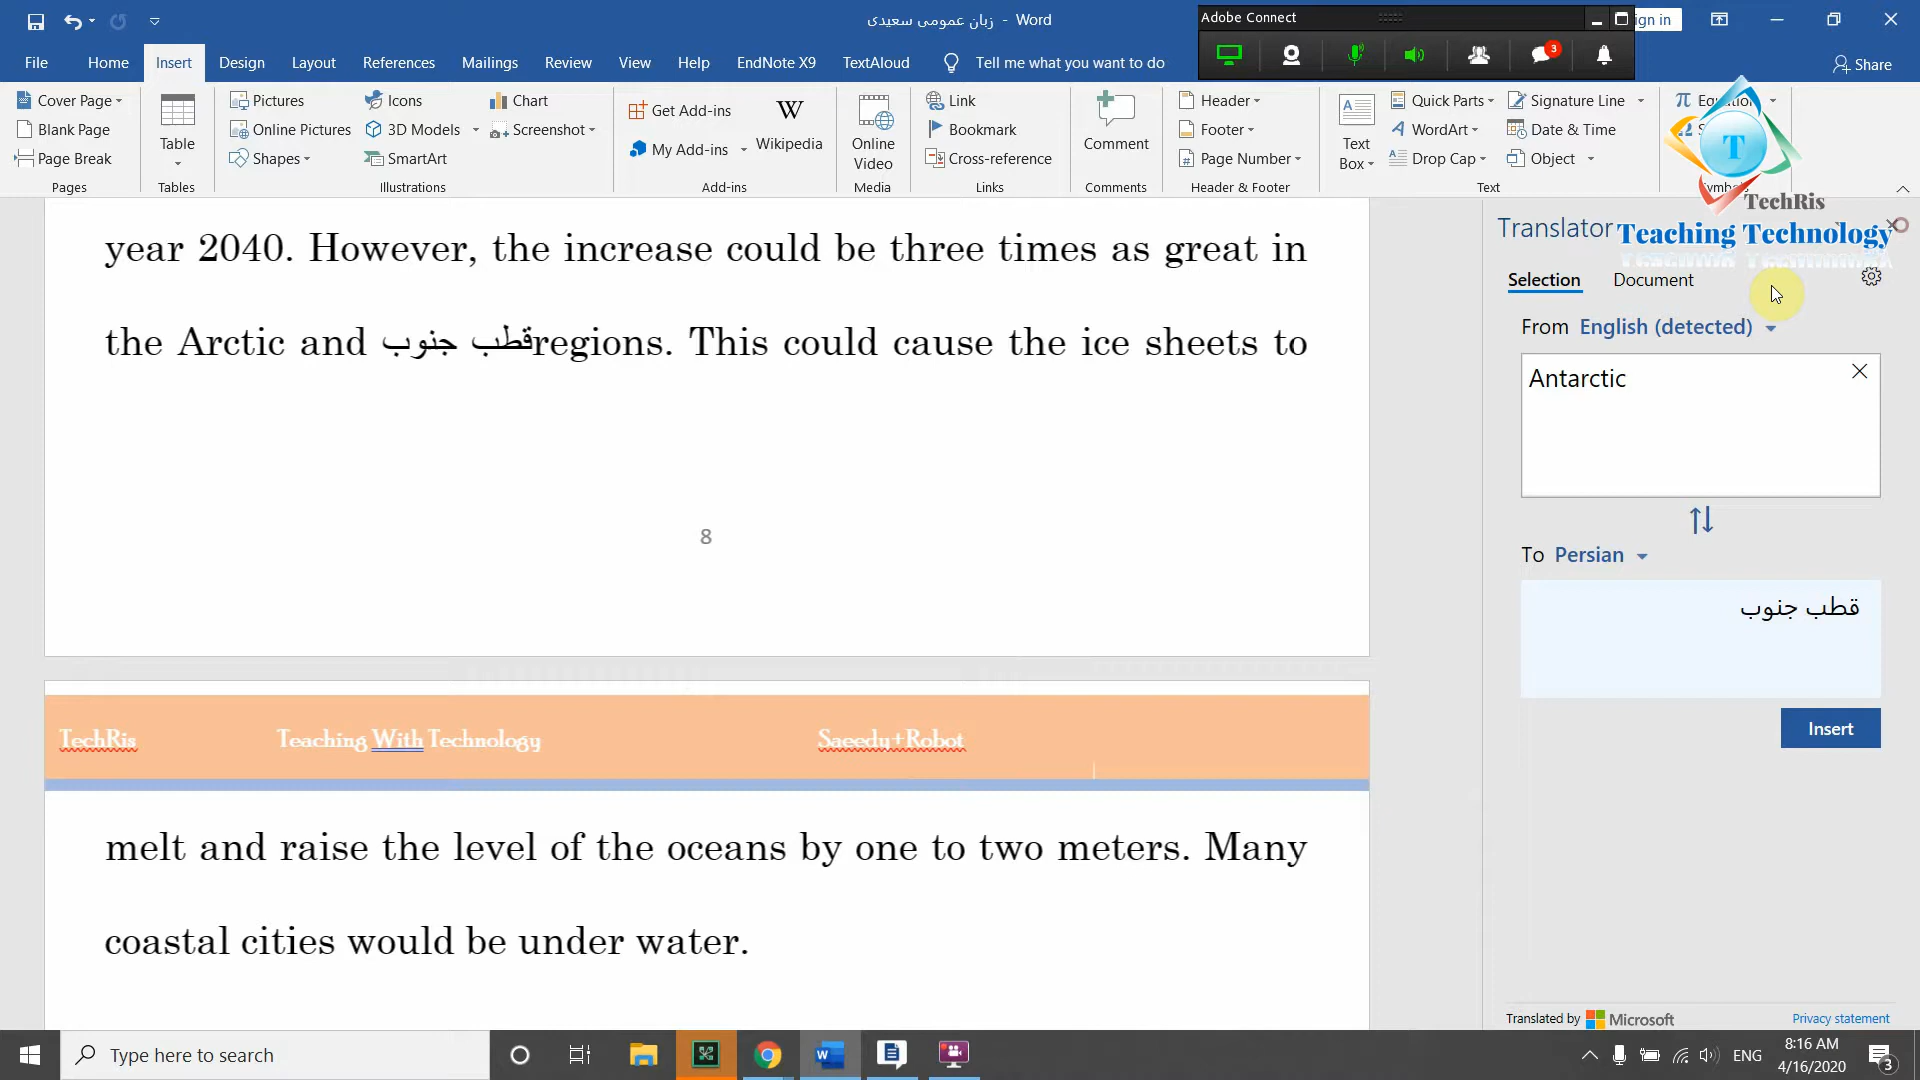 زبان عمومی سعیدی - Word
Adobe Connect
ign in
File Home Insert Design Layout References Mailings Review View Help EndNote X9 TextAloud Tell me what you want to do
3
Share
Cover Page
Blank Page
Page Break
Pages
Table
Tables
Pictures
Online Pictures
Shapes
Icons
3D Models
SmartArt
Chart
Screenshot
Illustrations
Get Add-ins
My Add-ins
W
Wikipedia
Add-ins
Online
Video
Media
Link
Bookmark
Cross-reference
Links
Comment
Comments
Header
Footer
Page Number
Header & Footer
Text
Box
Quick Parts
WordArt
Drop Cap
Signature Line
Date & Time
Object
Text
T
TechRis
Teaching Technology
year 2040. However, the increase could be three times as great in
the Arctic and قطب جنوبregions. This could cause the ice sheets to
8
TechRis Teaching With Technology Saeedy+Robot
melt and raise the level of the oceans by one to two meters. Many
coastal cities would be under water.
Translator
Selection Document
From English (detected)
Antarctic
To Persian
قطب جنوب
Insert
Translated by Microsoft Privacy statement
Type here to search
ENG
8:16 AM
4/16/2020
3